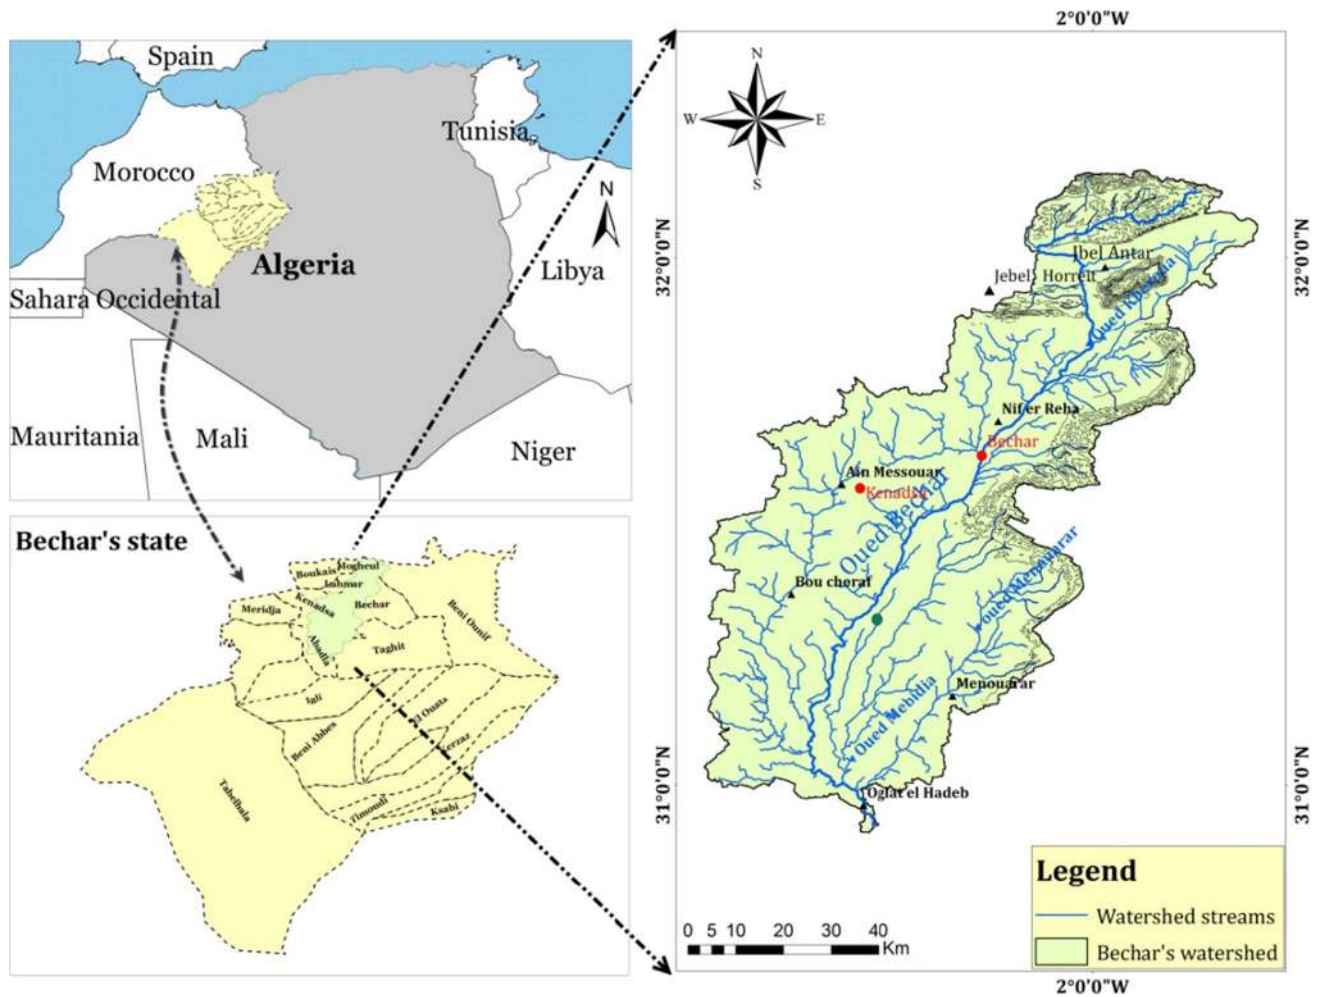 Spain
Tunisia
Morocco
N
Algeria
Libya
Sahara Occidental
Mauritania
Mali
Niger
Bechar's state
Mogheul
Boukais
Lahmar
Meridja
Kenadsa
Bechar
Beni Ounif
Abadla
Taghit
Igli
El Ouata
Beni Abbes
Kerzaz
Tabelbala
Timoudi
Ksabi
2°0'0"W
N
W
E
S
32°0'0"N
32°0'0"N
Jbel Antar
Jebel Horreit
Nif er Reha
Bechar
Ain Messouar
Kenadsa
Oued Bechar
oued Menouarar
Bou choraf
Menouarar
Oued Mebidia
31°0'0"N
31°0'0"N
Oglat el Hadeb
Legend
Watershed streams
Bechar's watershed
0 5 10 20 30 40
Km
2°0'0"W